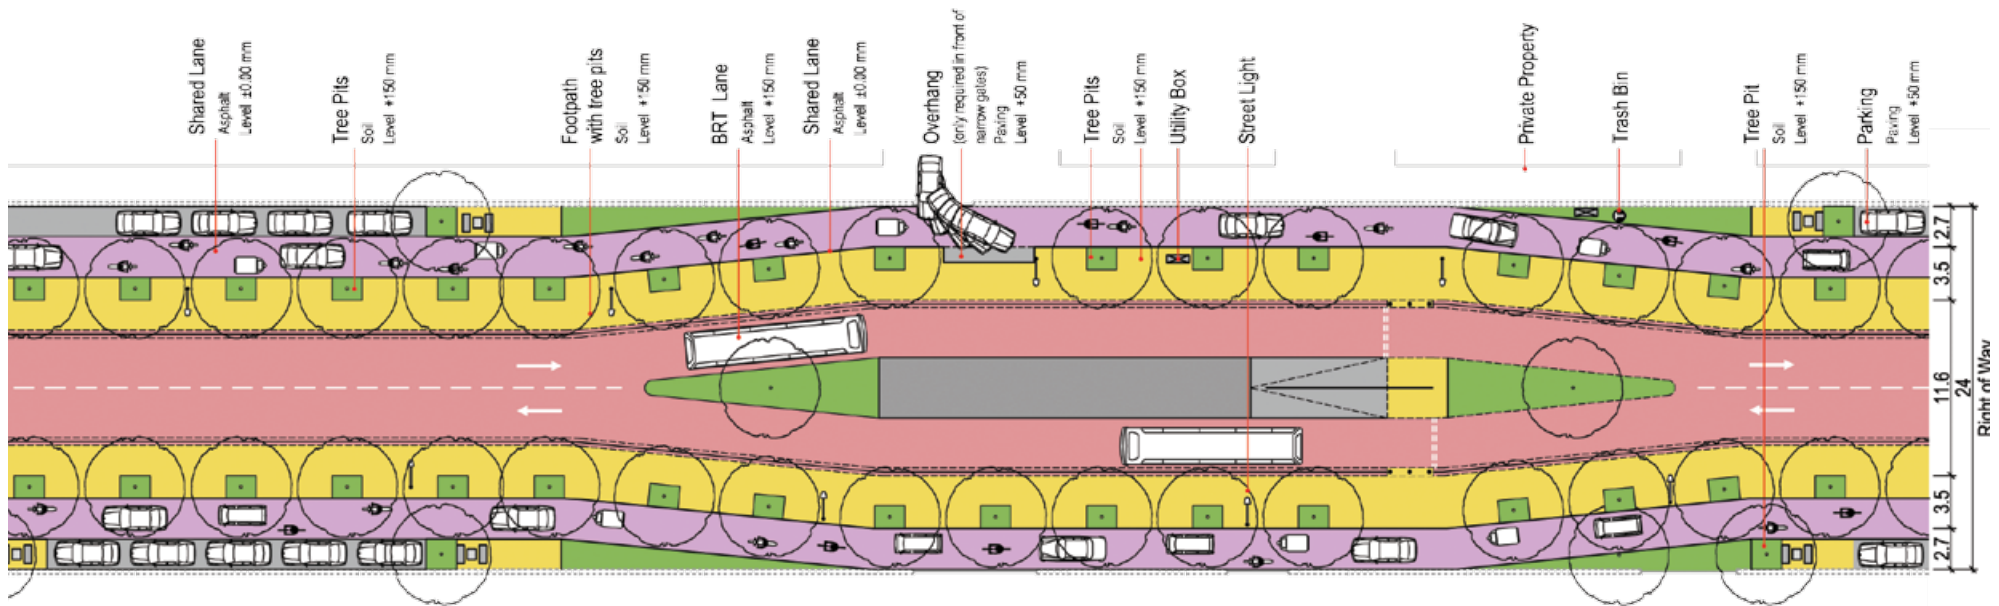 Shared Lane
Asphalt
Level ±0.00 mm
Tree Pits
Soil
Level +150 mm
Footpath
with tree pits
Soil
Level +150 mm
BRT Lane
Asphalt
Level +150 mm
Shared Lane
Asphalt
Level ±0.00 mm
Overhang
(only required in front of
narrow gates)
Paving
Level +50 mm
Tree Pits
Soil
Level +150 mm
Utility Box
Street Light
Private Property
Trash Bin
Tree Pit
Soil
Level +150 mm
Parking
Paving
Level +50 mm
2.7
3.5
11.6
3.5
2.7
24
Right of Way